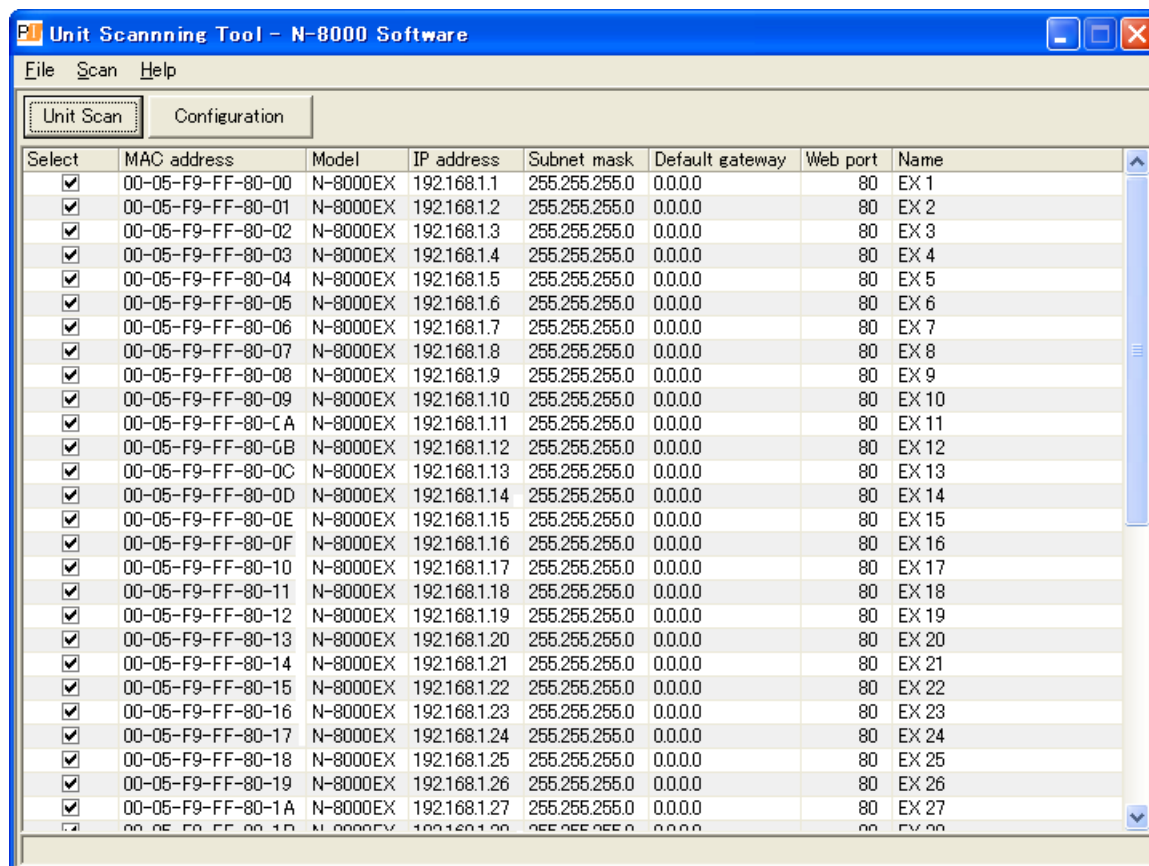 Unit Scannning Tool - N-8000 Software
File Scan Help
Unit Scan Configuration
Select MAC address Model IP address Subnet mask Default gateway Web port Name
00-05-F9-FF-80-00 N-8000EX 192.168.1.1 255.255.255.0 0.0.0.0 80 EX 1
00-05-F9-FF-80-01 N-8000EX 192.168.1.2 255.255.255.0 0.0.0.0 80 EX 2
00-05-F9-FF-80-02 N-8000EX 192.168.1.3 255.255.255.0 0.0.0.0 80 EX 3
00-05-F9-FF-80-03 N-8000EX 192.168.1.4 255.255.255.0 0.0.0.0 80 EX 4
00-05-F9-FF-80-04 N-8000EX 192.168.1.5 255.255.255.0 0.0.0.0 80 EX 5
00-05-F9-FF-80-05 N-8000EX 192.168.1.6 255.255.255.0 0.0.0.0 80 EX 6
00-05-F9-FF-80-06 N-8000EX 192.168.1.7 255.255.255.0 0.0.0.0 80 EX 7
00-05-F9-FF-80-07 N-8000EX 192.168.1.8 255.255.255.0 0.0.0.0 80 EX 8
00-05-F9-FF-80-08 N-8000EX 192.168.1.9 255.255.255.0 0.0.0.0 80 EX 9
00-05-F9-FF-80-09 N-8000EX 192.168.1.10 255.255.255.0 0.0.0.0 80 EX 10
00-05-F9-FF-80-0A N-8000EX 192.168.1.11 255.255.255.0 0.0.0.0 80 EX 11
00-05-F9-FF-80-0B N-8000EX 192.168.1.12 255.255.255.0 0.0.0.0 80 EX 12
00-05-F9-FF-80-0C N-8000EX 192.168.1.13 255.255.255.0 0.0.0.0 80 EX 13
00-05-F9-FF-80-0D N-8000EX 192.168.1.14 255.255.255.0 0.0.0.0 80 EX 14
00-05-F9-FF-80-0E N-8000EX 192.168.1.15 255.255.255.0 0.0.0.0 80 EX 15
00-05-F9-FF-80-0F N-8000EX 192.168.1.16 255.255.255.0 0.0.0.0 80 EX 16
00-05-F9-FF-80-10 N-8000EX 192.168.1.17 255.255.255.0 0.0.0.0 80 EX 17
00-05-F9-FF-80-11 N-8000EX 192.168.1.18 255.255.255.0 0.0.0.0 80 EX 18
00-05-F9-FF-80-12 N-8000EX 192.168.1.19 255.255.255.0 0.0.0.0 80 EX 19
00-05-F9-FF-80-13 N-8000EX 192.168.1.20 255.255.255.0 0.0.0.0 80 EX 20
00-05-F9-FF-80-14 N-8000EX 192.168.1.21 255.255.255.0 0.0.0.0 80 EX 21
00-05-F9-FF-80-15 N-8000EX 192.168.1.22 255.255.255.0 0.0.0.0 80 EX 22
00-05-F9-FF-80-16 N-8000EX 192.168.1.23 255.255.255.0 0.0.0.0 80 EX 23
00-05-F9-FF-80-17 N-8000EX 192.168.1.24 255.255.255.0 0.0.0.0 80 EX 24
00-05-F9-FF-80-18 N-8000EX 192.168.1.25 255.255.255.0 0.0.0.0 80 EX 25
00-05-F9-FF-80-19 N-8000EX 192.168.1.26 255.255.255.0 0.0.0.0 80 EX 26
00-05-F9-FF-80-1A N-8000EX 192.168.1.27 255.255.255.0 0.0.0.0 80 EX 27